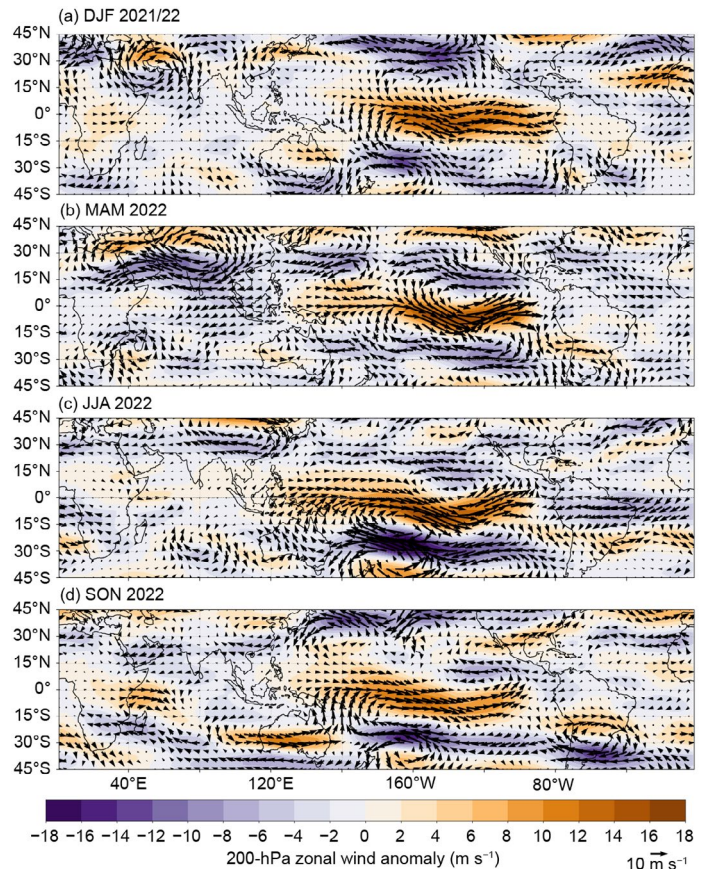 (a) DJF 2021/22
45°N
30°N
15°N
0°
15°S
30°S
45°S
(b) MAM 2022
45°N
30°N
15°N
0°
15°S
30°S
45°S
(c) JJA 2022
45°N
30°N
15°N
0°
15°S
30°S
45°S
(d) SON 2022
45°N
30°N
15°N
0°
15°S
30°S
45°S
40°E 120°E 160°W 80°W
−18 −16 −14 −12 −10 −8 −6 −4 −2 0 2 4 6 8 10 12 14 16 18
200-hPa zonal wind anomaly (m s⁻¹)
10 m s⁻¹